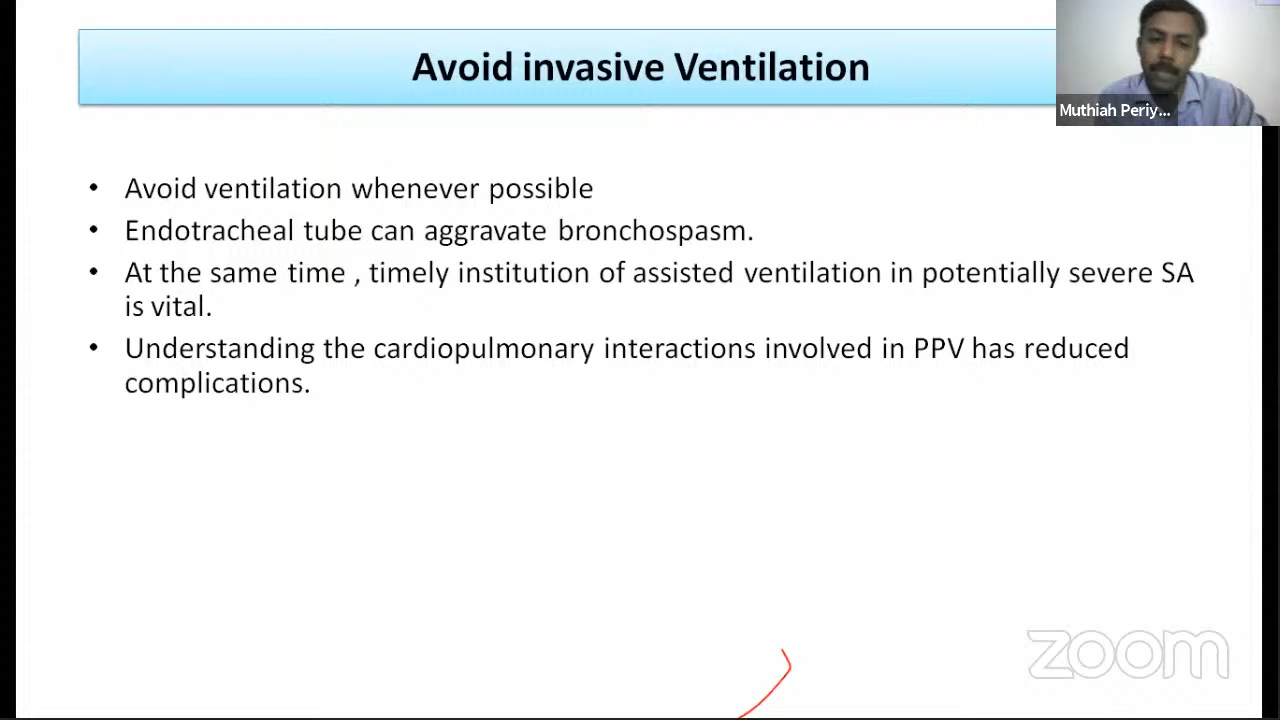 Avoid invasive Ventilation
Muthiah Periy...
• Avoid ventilation whenever possible
• Endotracheal tube can aggravate bronchospasm.
• At the same time , timely institution of assisted ventilation in potentially severe SA
is vital.
• Understanding the cardiopulmonary interactions involved in PPV has reduced
complications.
zoom